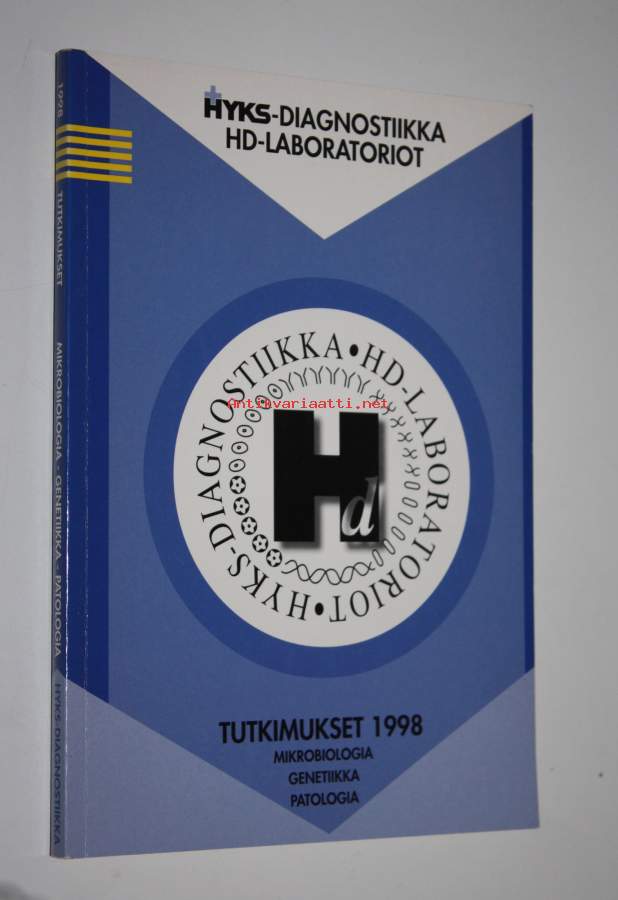 HYKS-DIAGNOSTIIKKA
HD-LABORATORIOT
HYKS-DIAGNOSTIIKKA • HD-LABORATORIOT •
Antikvariaatti.net
Hd
TUTKIMUKSET 1998
MIKROBIOLOGIA
GENETIIKKA
PATOLOGIA
1998 TUTKIMUKSET MIKROBIOLOGIA - GENETIIKKA - PATOLOGIA HYKS-DIAGNOSTIIKKA